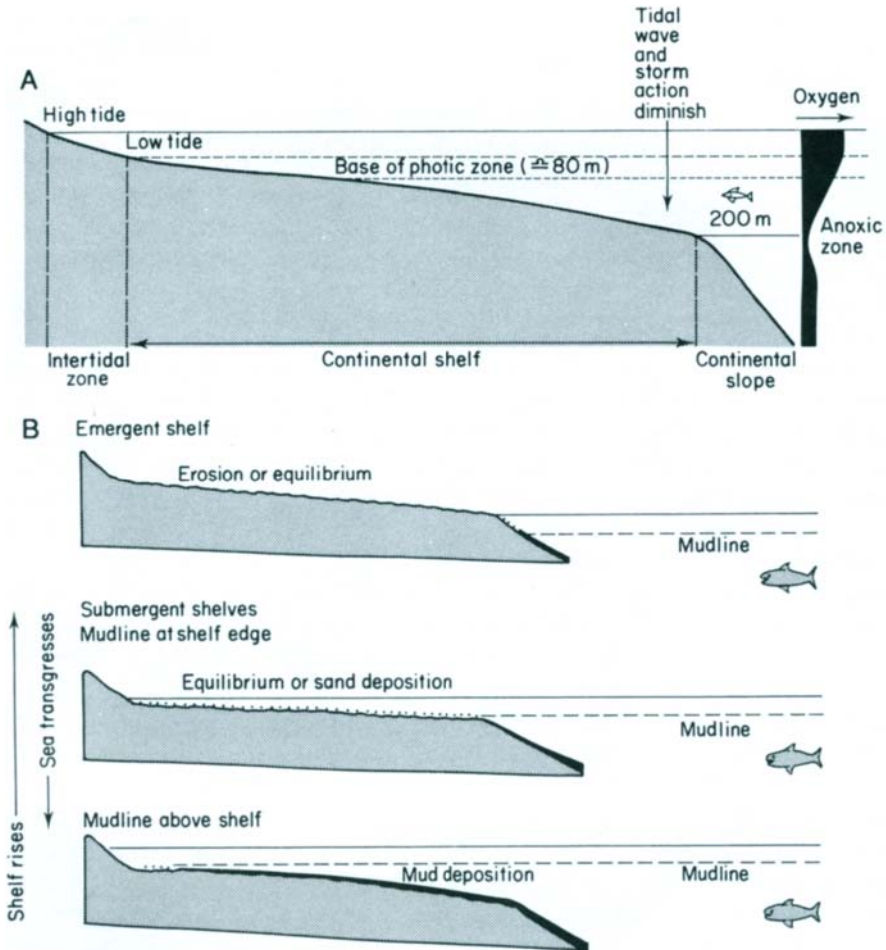 Tidal
wave
and
storm
action
diminish
A
Oxygen
High tide
Low tide
Base of photic zone (≏80 m)
200 m
Anoxic
zone
Intertidal
zone
Continental shelf
Continental
slope
B
Emergent shelf
Erosion or equilibrium
Mudline
Submergent shelves
Mudline at shelf edge
Equilibrium or sand deposition
Mudline
Mudline above shelf
Mud deposition
Mudline
Shelf rises
Sea transgresses